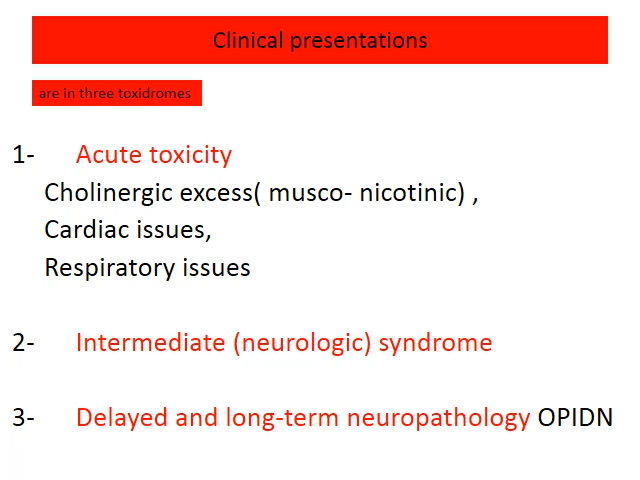 Clinical presentations
are in three toxidromes
1- Acute toxicity
Cholinergic excess( musco- nicotinic) ,
Cardiac issues,
Respiratory issues
2- Intermediate (neurologic) syndrome
3- Delayed and long-term neuropathology OPIDN